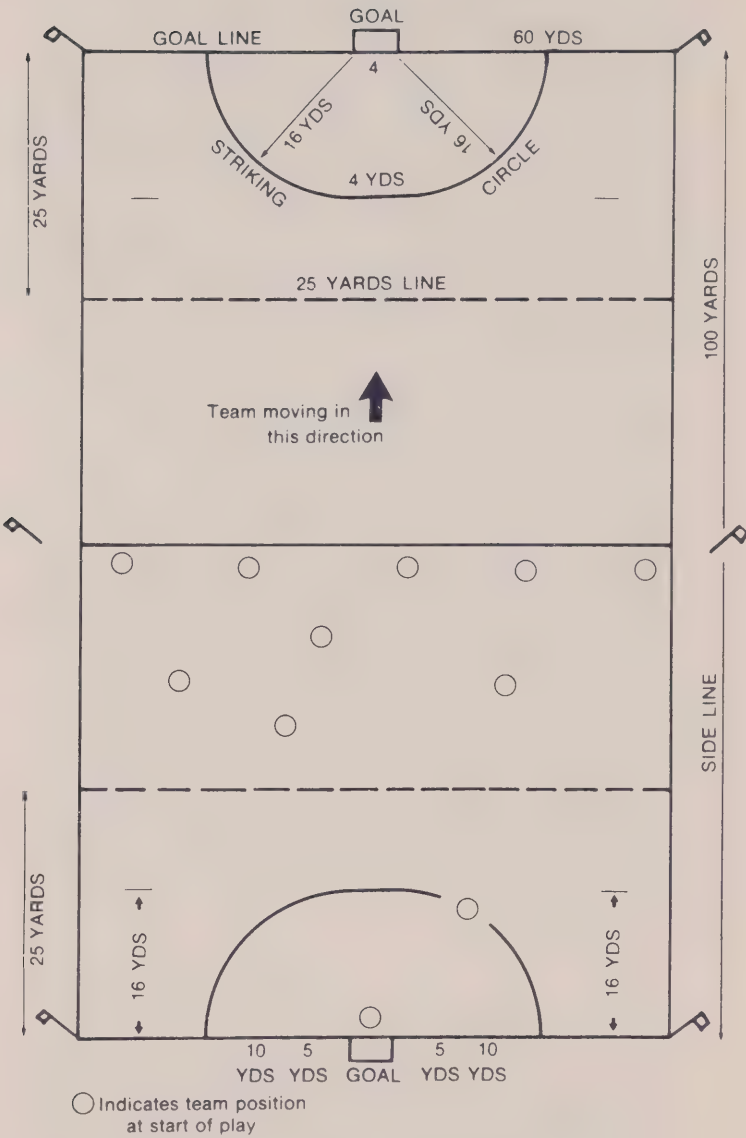 GOAL
GOAL LINE
60 YDS
4
16 YDS
16 YDS
STRIKING
4 YDS
CIRCLE
25 YARDS
25 YARDS LINE
100 YARDS
Team moving in
this direction
SIDE LINE
25 YARDS
16 YDS
16 YDS
10 5 5 10
YDS YDS GOAL YDS YDS
Indicates team position
at start of play